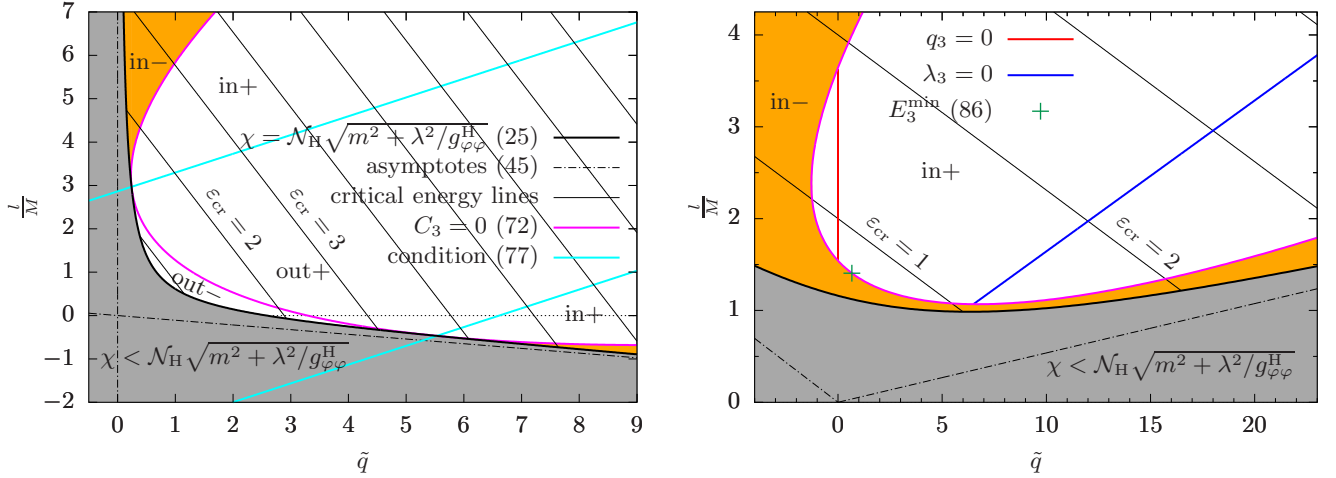 7
6
5
4
3
2
1
0
−1
−2
l/M
0 1 2 3 4 5 6 7 8 9
q̃
in−
in+
χ = N_H√(m² + λ²/g^H_φφ) (25)
asymptotes (45)
critical energy lines
C₃ = 0 (72)
condition (77)
ε_cr = 2
ε_cr = 3
out+
out−
in+
χ < N_H√(m² + λ²/g^H_φφ)
4
3
2
1
0
l/M
0 5 10 15 20
q̃
q₃ = 0
λ₃ = 0
E₃^min (86)
in−
in+
ε_cr = 1
ε_cr = 2
χ < N_H√(m² + λ²/g^H_φφ)